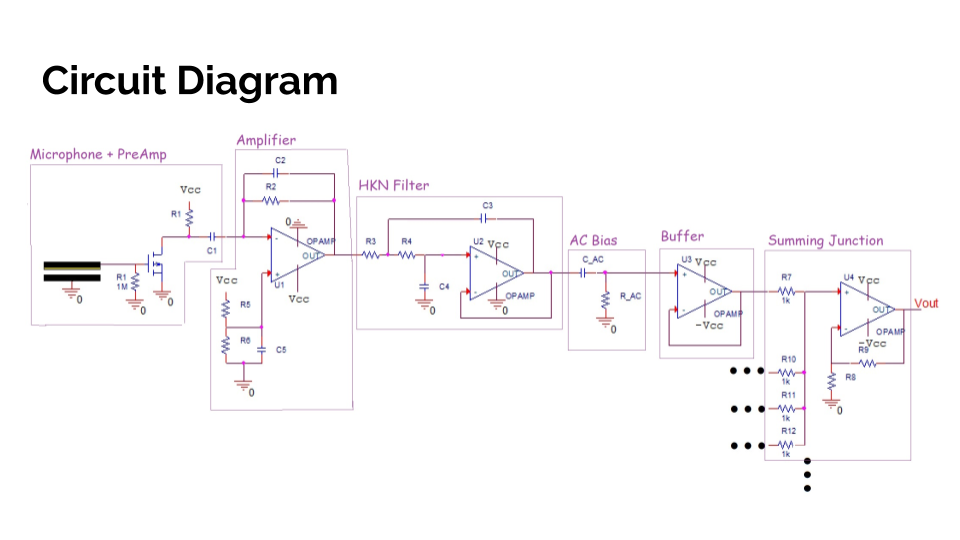 Circuit Diagram
Microphone + PreAmp
Vcc
R1
C1
R1
1M
0
0
0
Amplifier
C2
R2
0
OPAMP
-
OUT
+
U1
Vcc
Vcc
R5
R6
C5
0
HKN Filter
C3
R3
R4
U2
Vcc
+
OUT
-
OPAMP
C4
0
0
AC Bias
C_AC
R_AC
0
Buffer
U3
Vcc
+
OUT
-
OPAMP
-Vcc
Summing Junction
R7
1k
U4
Vcc
+
OUT
-
OPAMP
-Vcc
Vout
R9
R8
0
R10
1k
R11
1k
R12
1k